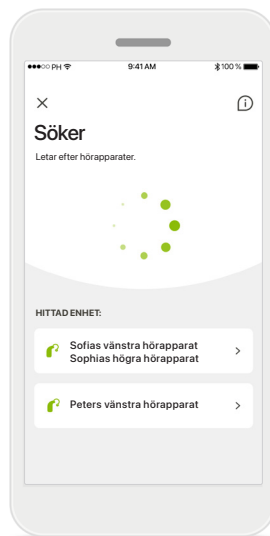 PH 9:41 AM 100 %
Söker
Letar efter hörapparater.
HITTAD ENHET:
Sofias vänstra hörapparat
Sophias högra hörapparat
Peters vänstra hörapparat